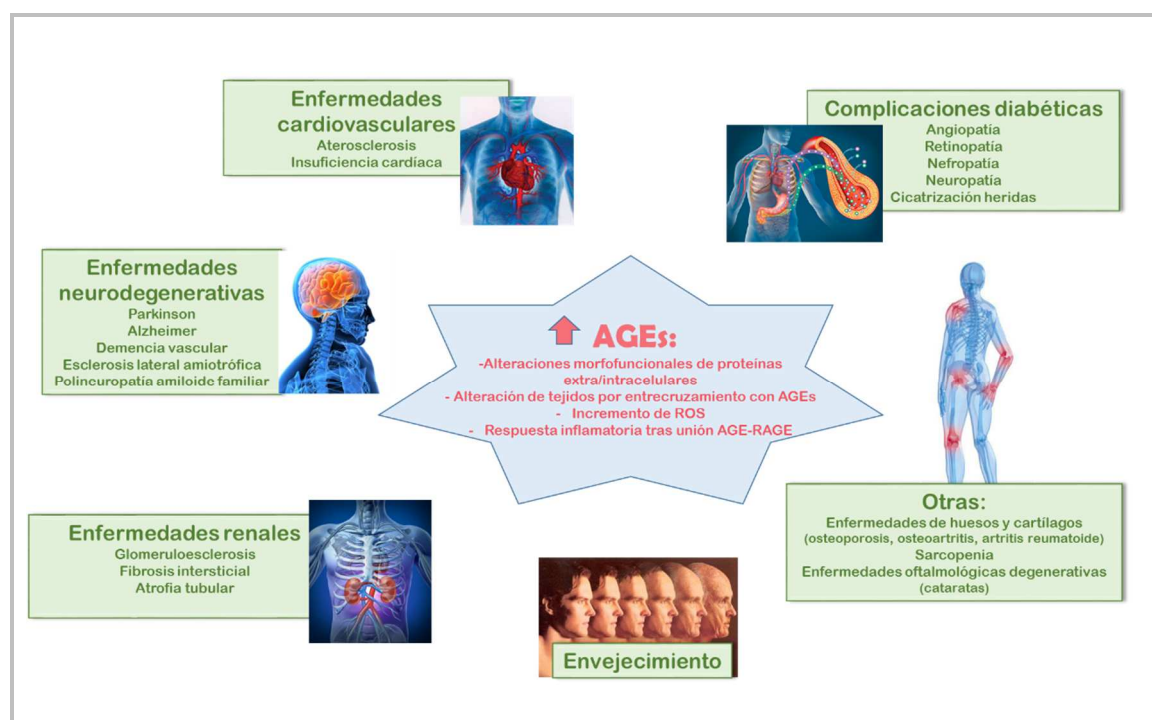 Enfermedades
cardiovasculares
Aterosclerosis
Insuficiencia cardíaca
Complicaciones diabéticas
Angiopatía
Retinopatía
Nefropatía
Neuropatía
Cicatrización heridas
Enfermedades
neurodegenerativas
Parkinson
Alzheimer
Demencia vascular
Esclerosis lateral amiotrófica
Polineuropatía amiloide familiar
AGEs:
-Alteraciones morfofuncionales de proteínas
extra/intracelulares
- Alteración de tejidos por entrecruzamiento con AGEs
- Incremento de ROS
- Respuesta inflamatoria tras unión AGE-RAGE
Enfermedades renales
Glomeruloesclerosis
Fibrosis intersticial
Atrofia tubular
Otras:
Enfermedades de huesos y cartílagos
(osteoporosis, osteoartritis, artritis reumatoide)
Sarcopenia
Enfermedades oftalmológicas degenerativas
(cataratas)
Envejecimiento